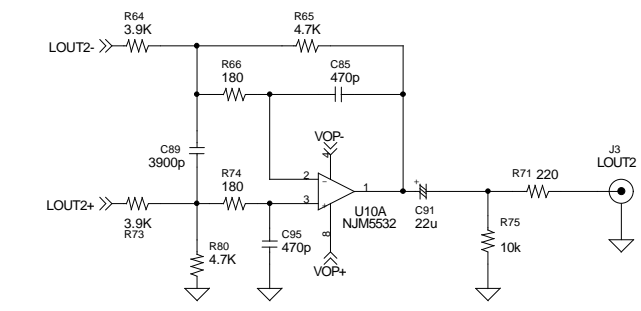 R64
3.9K
R65
4.7K
LOUT2-
R66
180
C85
470p
VOP-
C89
3900p
4
J3
LOUT2
R74
180
2
3
1
R71 220
LOUT2+
3.9K
R73
U10A
NJM5532
+
C91
22u
R80
4.7K
C95
470p
8
VOP+
R75
10k